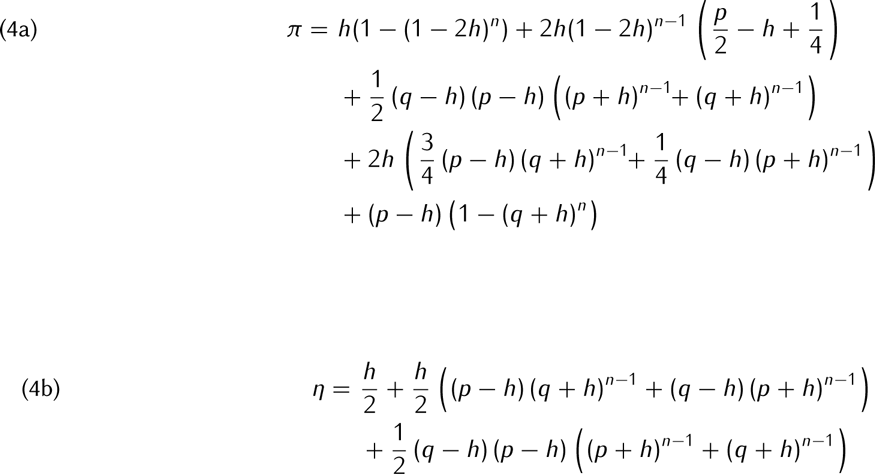 (4a) π = h(1 − (1 − 2h)ⁿ) + 2h(1 − 2h)ⁿ⁻¹ (p/2 − h + 1/4)
+ 1/2 (q − h) (p − h) ((p + h)ⁿ⁻¹+ (q + h)ⁿ⁻¹)
+ 2h (3/4 (p − h) (q + h)ⁿ⁻¹+ 1/4 (q − h) (p + h)ⁿ⁻¹)
+ (p − h) (1 − (q + h)ⁿ)
(4b) η = h/2 + h/2 ((p − h) (q + h)ⁿ⁻¹ + (q − h) (p + h)ⁿ⁻¹)
+ 1/2 (q − h) (p − h) ((p + h)ⁿ⁻¹ + (q + h)ⁿ⁻¹)